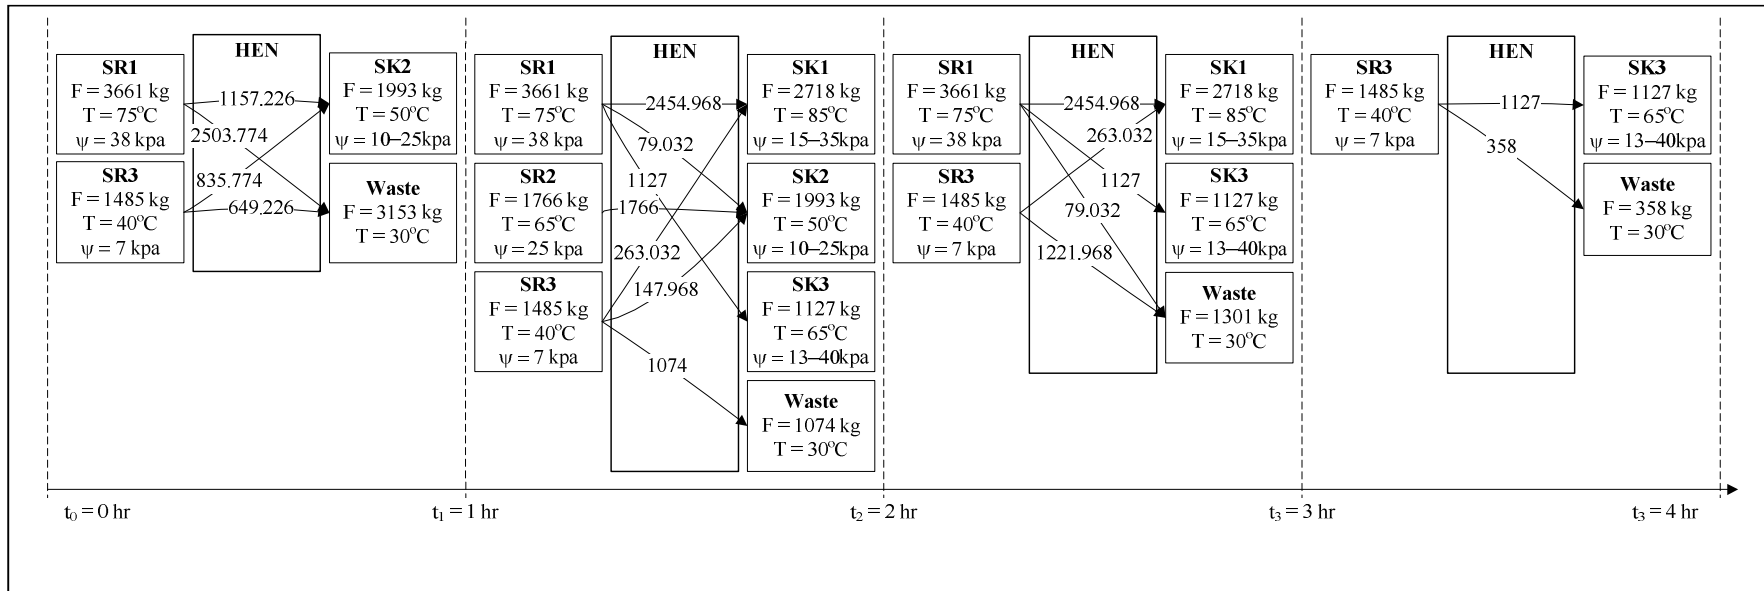 HEN
SR1
F = 3661 kg
T = 75°C
ψ = 38 kpa
SR3
F = 1485 kg
T = 40°C
ψ = 7 kpa
1157.226
2503.774
835.774
649.226
SK2
F = 1993 kg
T = 50°C
ψ = 10–25kpa
Waste
F = 3153 kg
T = 30°C
HEN
SR1
F = 3661 kg
T = 75°C
ψ = 38 kpa
SR2
F = 1766 kg
T = 65°C
ψ = 25 kpa
SR3
F = 1485 kg
T = 40°C
ψ = 7 kpa
2454.968
79.032
1127
1766
263.032
147.968
1074
SK1
F = 2718 kg
T = 85°C
ψ = 15–35kpa
SK2
F = 1993 kg
T = 50°C
ψ = 10–25kpa
SK3
F = 1127 kg
T = 65°C
ψ = 13–40kpa
Waste
F = 1074 kg
T = 30°C
HEN
SR1
F = 3661 kg
T = 75°C
ψ = 38 kpa
SR3
F = 1485 kg
T = 40°C
ψ = 7 kpa
2454.968
263.032
1127
79.032
1221.968
SK1
F = 2718 kg
T = 85°C
ψ = 15–35kpa
SK3
F = 1127 kg
T = 65°C
ψ = 13–40kpa
Waste
F = 1301 kg
T = 30°C
HEN
SR3
F = 1485 kg
T = 40°C
ψ = 7 kpa
1127
358
SK3
F = 1127 kg
T = 65°C
ψ = 13–40kpa
Waste
F = 358 kg
T = 30°C
t₀ = 0 hr
t₁ = 1 hr
t₂ = 2 hr
t₃ = 3 hr
t₃ = 4 hr